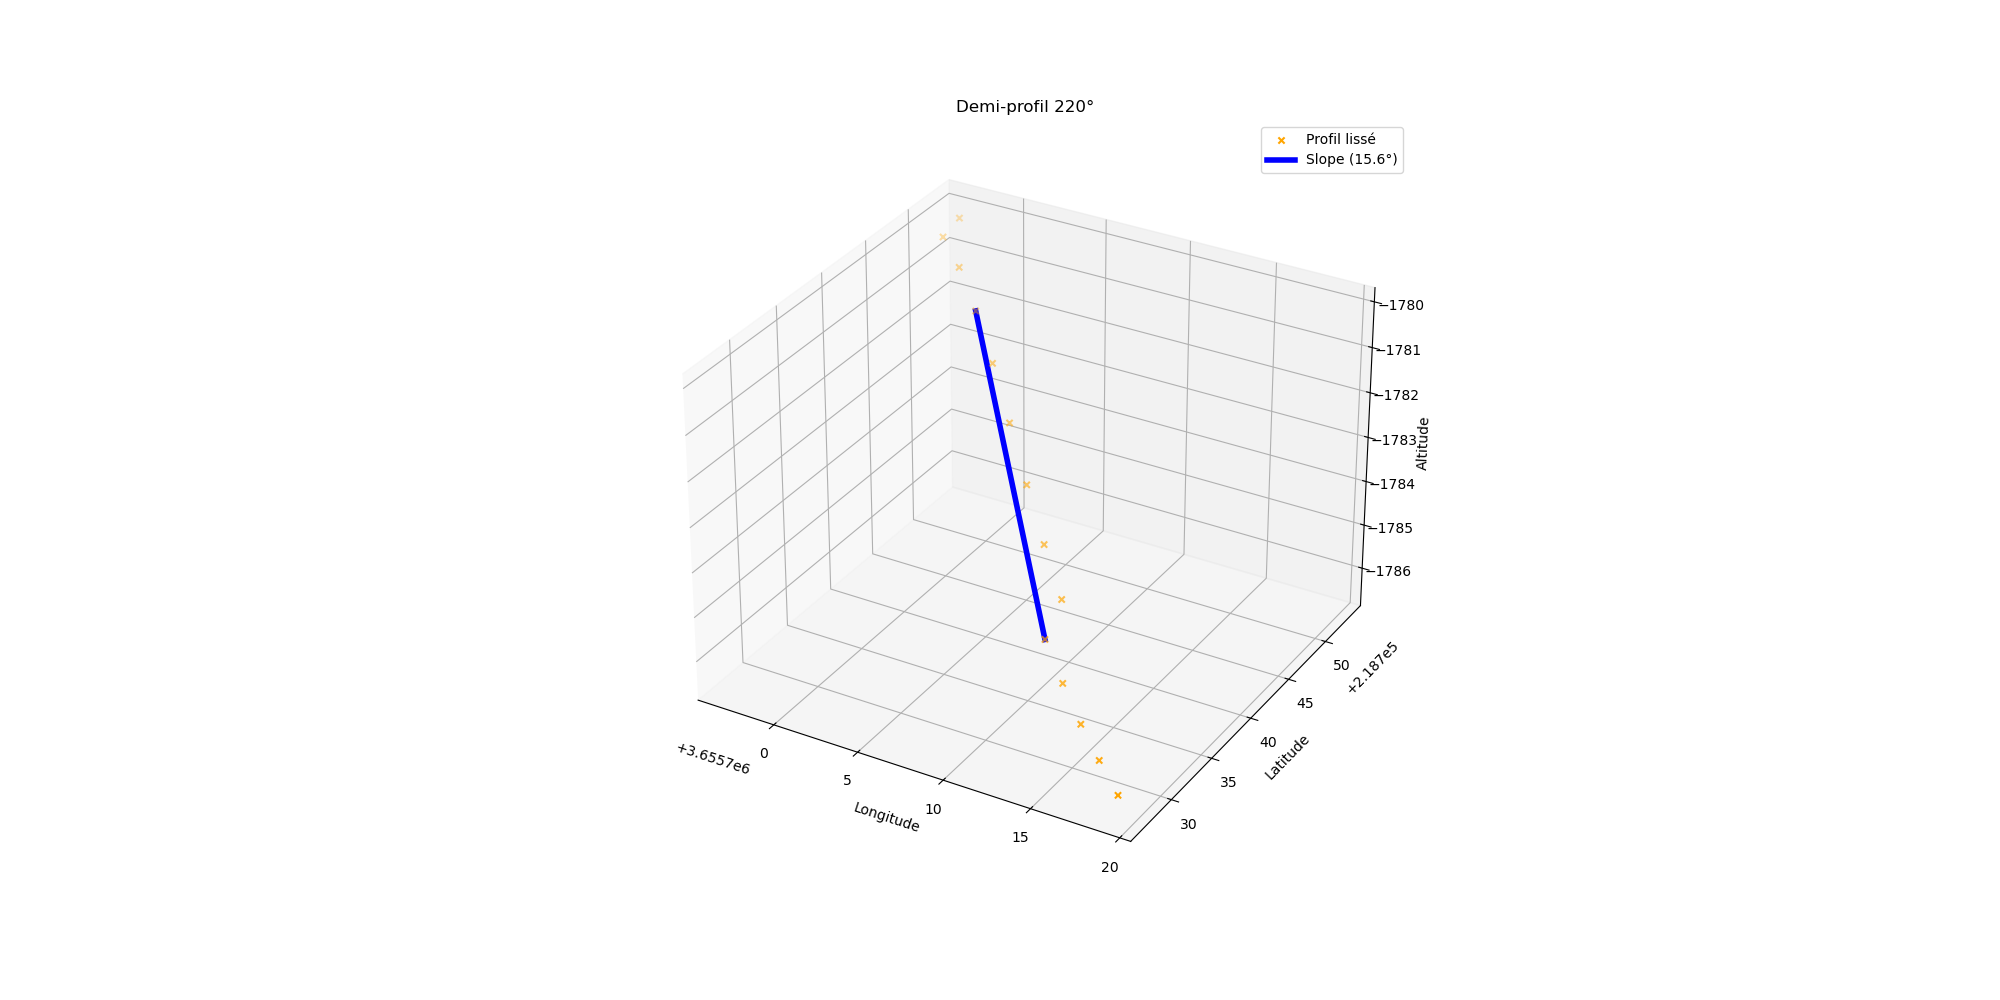 Demi-profil 220°
Profil lissé
Slope (15.6°)
−1780
−1781
−1782
−1783
−1784
−1785
−1786
Altitude
50
45
40
35
30
+2.187e5
Latitude
0
5
10
15
20
+3.6557e6
Longitude